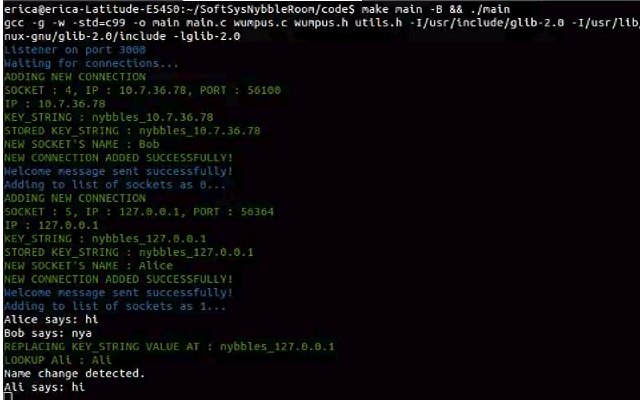 erica@erica-Latitude-E5450:~/SoftSysNybbleRoom/code$ make main -B && ./main
gcc -g -w -std=c99 -o main main.c wumpus.c wumpus.h utils.h -I/usr/include/glib-2.0 -I/usr/lib/
nux-gnu/glib-2.0/include -lglib-2.0
Listener on port 3000
Waiting for connections...
ADDING NEW CONNECTION
SOCKET : 4, IP : 10.7.36.78, PORT : 56100
IP : 10.7.36.78
KEY_STRING : nybbles_10.7.36.78
STORED KEY_STRING : nybbles_10.7.36.78
NEW SOCKET'S NAME : Bob
NEW CONNECTION ADDED SUCCESSFULLY!
Welcome message sent successfully!
Adding to list of sockets as 0...
ADDING NEW CONNECTION
SOCKET : 5, IP : 127.0.0.1, PORT : 56364
IP : 127.0.0.1
KEY_STRING : nybbles_127.0.0.1
STORED KEY_STRING : nybbles_127.0.0.1
NEW SOCKET'S NAME : Alice
NEW CONNECTION ADDED SUCCESSFULLY!
Welcome message sent successfully!
Adding to list of sockets as 1...
Alice says: hi
Bob says: nya
REPLACING KEY_STRING VALUE AT : nybbles_127.0.0.1
LOOKUP Ali : Ali
Name change detected.
Ali says: hi